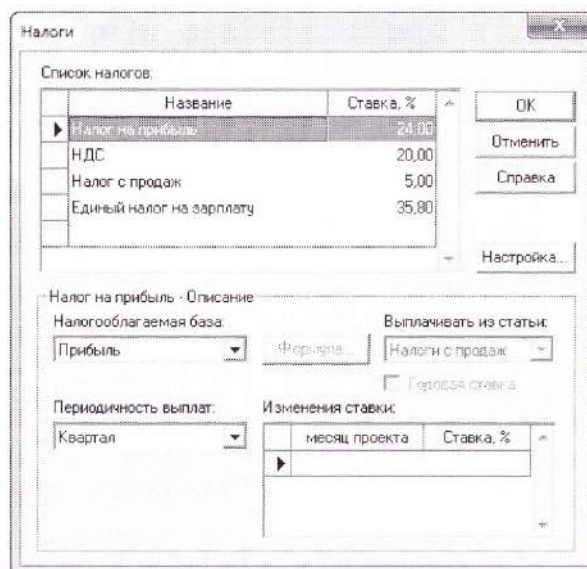 Налоги
Список налогов:
Название Ставка, %
Налог на прибыль 24,00
НДС 20,00
Налог с продаж 5,00
Единый налог на зарплату 35,80
OK
Отменить
Справка
Настройка...
Налог на прибыль - Описание
Налогооблагаемая база:
Прибыль
Формула...
Выплачивать из статьи:
Налоги с продаж
Годовая ставка
Периодичность выплат:
Квартал
Изменения ставки:
месяц проекта Ставка, %